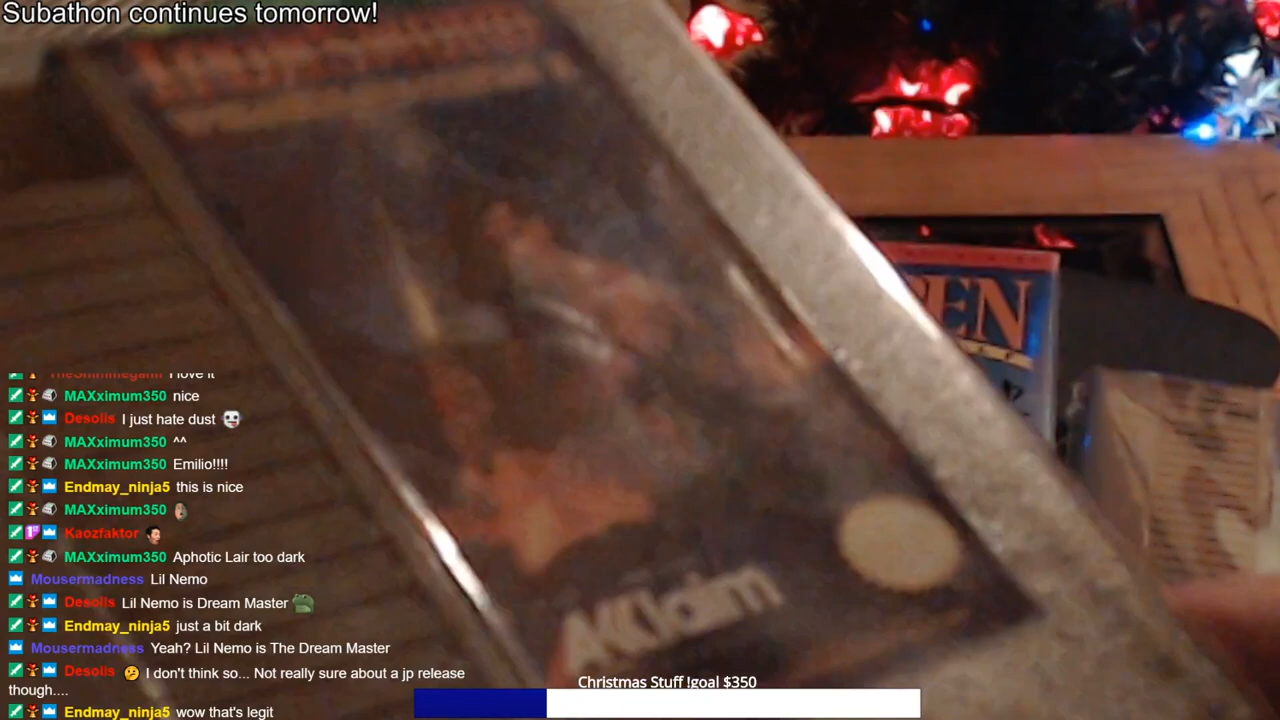 Subathon continues tomorrow!
EN
MAXximum350 nice
Desolis I just hate dust
MAXximum350 ^^
MAXximum350 Emilio!!!!
Endmay_ninja5 this is nice
MAXximum350
Kaozfaktor
MAXximum350 Aphotic Lair too dark
Mousermadness Lil Nemo
Desolis Lil Nemo is Dream Master
Endmay_ninja5 just a bit dark
Mousermadness Yeah? Lil Nemo is The Dream Master
Desolis I don't think so... Not really sure about a jp release
though....
Endmay_ninja5 wow that's legit
AKClaim
Christmas Stuff !goal $350